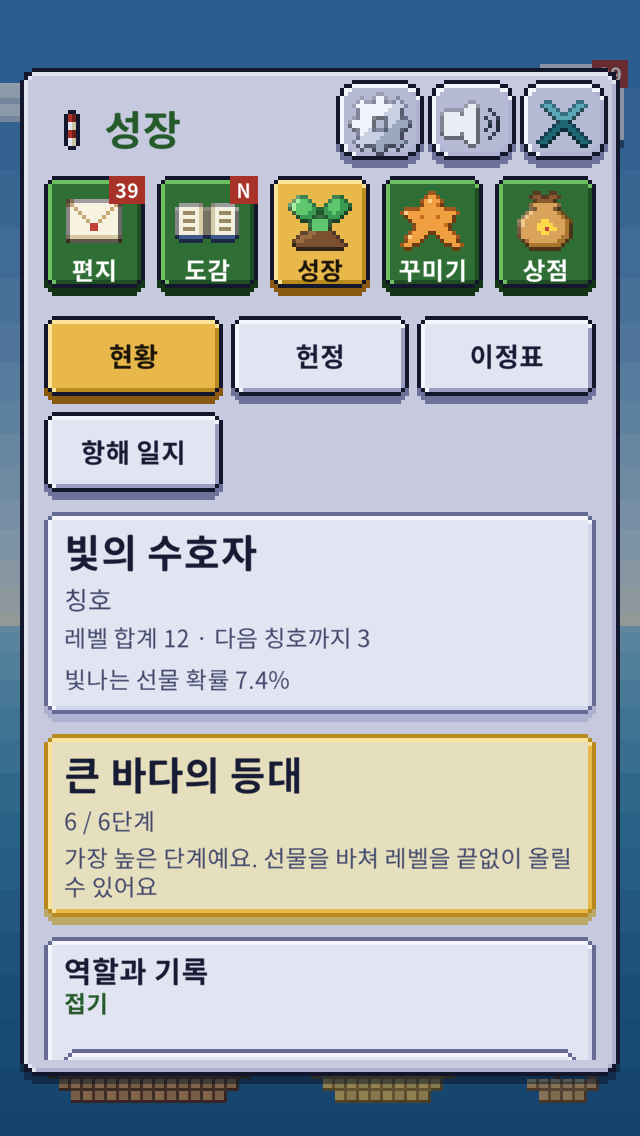 성장
39
N
편지
도감
성장
꾸미기
상점
현황
헌정
이정표
항해 일지
빛의 수호자
칭호
레벨 합계 12 · 다음 칭호까지 3
빛나는 선물 확률 7.4%
큰 바다의 등대
6 / 6단계
가장 높은 단계예요. 선물을 바쳐 레벨을 끝없이 올릴
수 있어요
역할과 기록
접기